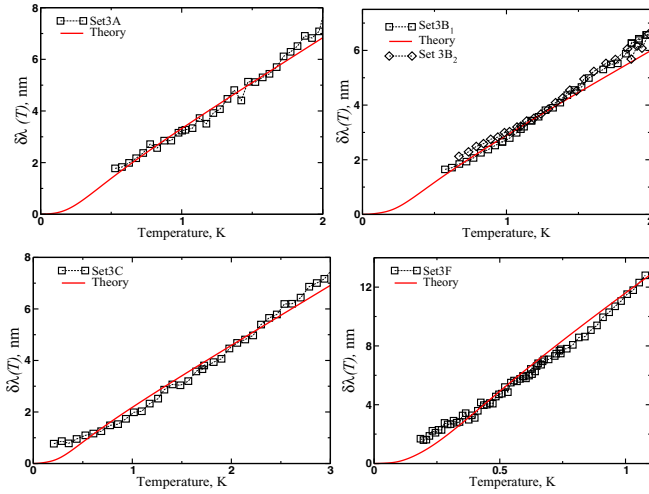 8
6
4
2
0
δλ(T), nm
Set3A
Theory
0
1
2
Temperature, K
6
4
2
0
δλ(T), nm
Set3B1
Theory
Set 3B2
0
1
2
Temperature, K
8
6
4
2
0
δλ(T), nm
Set3C
Theory
0
1
2
3
Temperature, K
12
8
4
0
δλ(T), nm
Set3F
Theory
0
0.5
1
Temperature, K